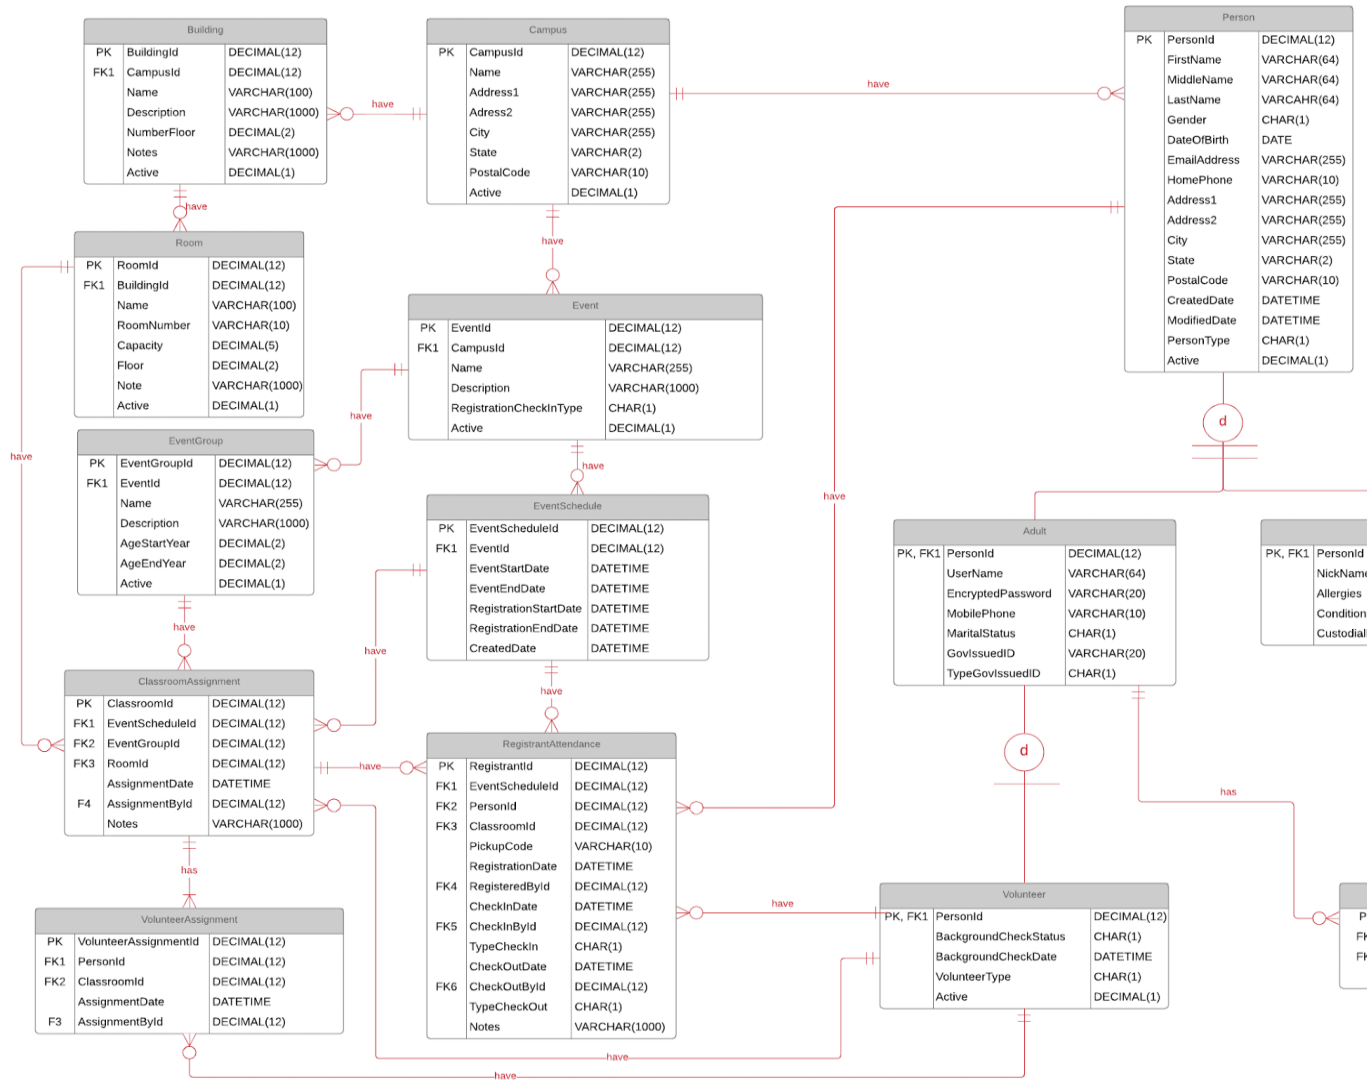 Building
PK BuildingId DECIMAL(12)
FK1 CampusId DECIMAL(12)
Name VARCHAR(100)
Description VARCHAR(1000)
NumberFloor DECIMAL(2)
Notes VARCHAR(1000)
Active DECIMAL(1)
have
Campus
PK CampusId DECIMAL(12)
Name VARCHAR(255)
Address1 VARCHAR(255)
Adress2 VARCHAR(255)
City VARCHAR(255)
State VARCHAR(2)
PostalCode VARCHAR(10)
Active DECIMAL(1)
have
Person
PK PersonId DECIMAL(12)
FirstName VARCHAR(64)
MiddleName VARCHAR(64)
LastName VARCAHR(64)
Gender CHAR(1)
DateOfBirth DATE
EmailAddress VARCHAR(255)
HomePhone VARCHAR(10)
Address1 VARCHAR(255)
Address2 VARCHAR(255)
City VARCHAR(255)
State VARCHAR(2)
PostalCode VARCHAR(10)
CreatedDate DATETIME
ModifiedDate DATETIME
PersonType CHAR(1)
Active DECIMAL(1)
have
have
Room
PK RoomId DECIMAL(12)
FK1 BuildingId DECIMAL(12)
Name VARCHAR(100)
RoomNumber VARCHAR(10)
Capacity DECIMAL(5)
Floor DECIMAL(2)
Note VARCHAR(1000)
Active DECIMAL(1)
Event
PK EventId DECIMAL(12)
FK1 CampusId DECIMAL(12)
Name VARCHAR(255)
Description VARCHAR(1000)
RegistrationCheckInType CHAR(1)
Active DECIMAL(1)
have
have
have
have
d
EventGroup
PK EventGroupId DECIMAL(12)
FK1 EventId DECIMAL(12)
Name VARCHAR(255)
Description VARCHAR(1000)
AgeStartYear DECIMAL(2)
AgeEndYear DECIMAL(2)
Active DECIMAL(1)
EventSchedule
PK EventScheduleId DECIMAL(12)
FK1 EventId DECIMAL(12)
EventStartDate DATETIME
EventEndDate DATETIME
RegistrationStartDate DATETIME
RegistrationEndDate DATETIME
CreatedDate DATETIME
Adult
PK, FK1 PersonId DECIMAL(12)
UserName VARCHAR(64)
EncryptedPassword VARCHAR(20)
MobilePhone VARCHAR(10)
MaritalStatus CHAR(1)
GovIssuedID VARCHAR(20)
TypeGovIssuedID CHAR(1)
PK, FK1 PersonId
NickName
Allergies
Condition
Custodial
have
have
have
ClassroomAssignment
PK ClassroomId DECIMAL(12)
FK1 EventScheduleId DECIMAL(12)
FK2 EventGroupId DECIMAL(12)
FK3 RoomId DECIMAL(12)
AssignmentDate DATETIME
F4 AssignmentById DECIMAL(12)
Notes VARCHAR(1000)
have
RegistrantAttendance
PK RegistrantId DECIMAL(12)
FK1 EventScheduleId DECIMAL(12)
FK2 PersonId DECIMAL(12)
FK3 ClassroomId DECIMAL(12)
PickupCode VARCHAR(10)
RegistrationDate DATETIME
FK4 RegisteredById DECIMAL(12)
CheckInDate DATETIME
FK5 CheckInById DECIMAL(12)
TypeCheckIn CHAR(1)
CheckOutDate DATETIME
FK6 CheckOutById DECIMAL(12)
TypeCheckOut CHAR(1)
Notes VARCHAR(1000)
d
has
has
VolunteerAssignment
PK VolunteerAssignmentId DECIMAL(12)
FK1 PersonId DECIMAL(12)
FK2 ClassroomId DECIMAL(12)
AssignmentDate DATETIME
F3 AssignmentById DECIMAL(12)
have
Volunteer
PK, FK1 PersonId DECIMAL(12)
BackgroundCheckStatus CHAR(1)
BackgroundCheckDate DATETIME
VolunteerType CHAR(1)
Active DECIMAL(1)
P
FK
FK
have
have